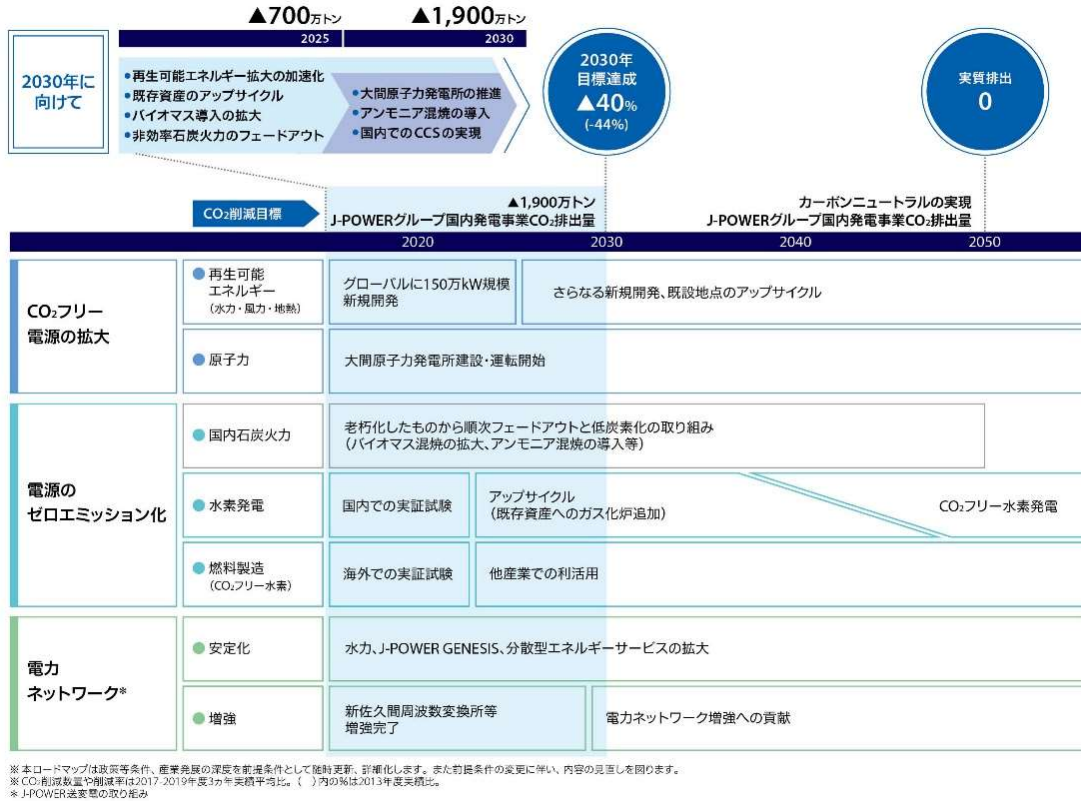 ▲700万トン
▲1,900万トン
2025
2030
2030年に
向けて
•再生可能エネルギー拡大の加速化
•既存資産のアップサイクル
•バイオマス導入の拡大
•非効率石炭火力のフェードアウト
•大間原子力発電所の推進
•アンモニア混焼の導入
•国内でのCCSの実現
2030年
目標達成
▲40%
(-44%)
実質排出
0
CO₂削減目標
▲1,900万トン
J-POWERグループ国内発電事業CO₂排出量
カーボンニュートラルの実現
J-POWERグループ国内発電事業CO₂排出量
2020
2030
2040
2050
CO₂フリー
電源の拡大
再生可能
エネルギー
(水力・風力・地熱)
グローバルに150万kW規模
新規開発
さらなる新規開発、既設地点のアップサイクル
原子力
大間原子力発電所建設・運転開始
電源の
ゼロエミッション化
国内石炭火力
老朽化したものから順次フェードアウトと低炭素化の取り組み
(バイオマス混焼の拡大、アンモニア混焼の導入等)
水素発電
国内での実証試験
アップサイクル
(既存資産へのガス化炉追加)
CO₂フリー水素発電
燃料製造
(CO₂フリー水素)
海外での実証試験
他産業での利活用
電力
ネットワーク*
安定化
水力、J-POWER GENESIS、分散型エネルギーサービスの拡大
増強
新佐久間周波数変換所等
増強完了
電力ネットワーク増強への貢献
※ 本ロードマップは政策等条件、産業発展の深度を前提条件として随時更新、詳細化します。また前提条件の変更に伴い、内容の見直しを図ります。
※ CO₂削減数量や削減率は2017-2019年度3カ年実績平均比。( )内の%は2013年度実績比。
* J-POWER送変電の取り組み